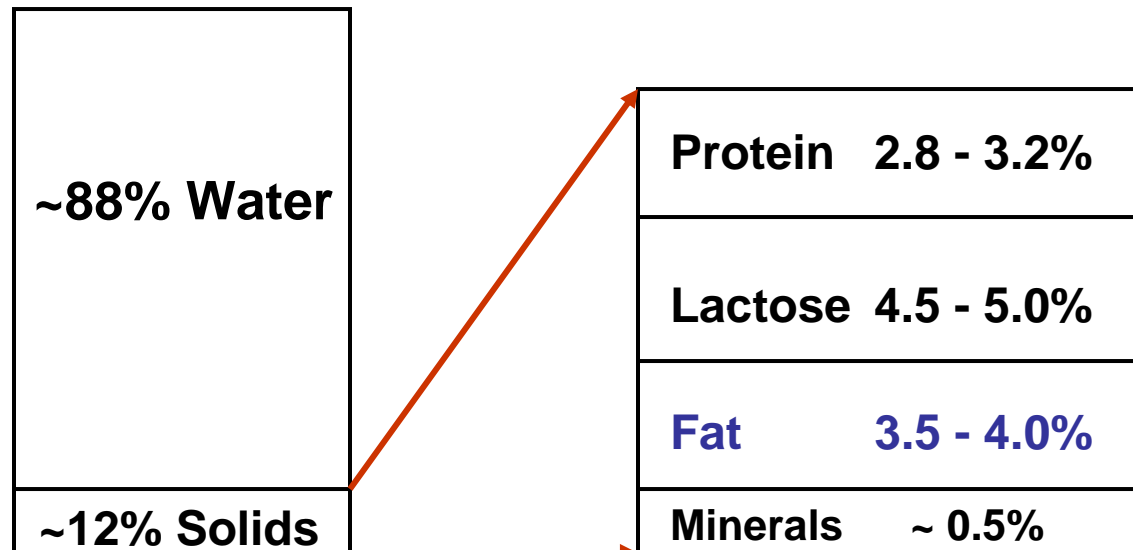 ~88% Water
~12% Solids
Protein 2.8 - 3.2%
Lactose 4.5 - 5.0%
Fat 3.5 - 4.0%
Minerals ~ 0.5%